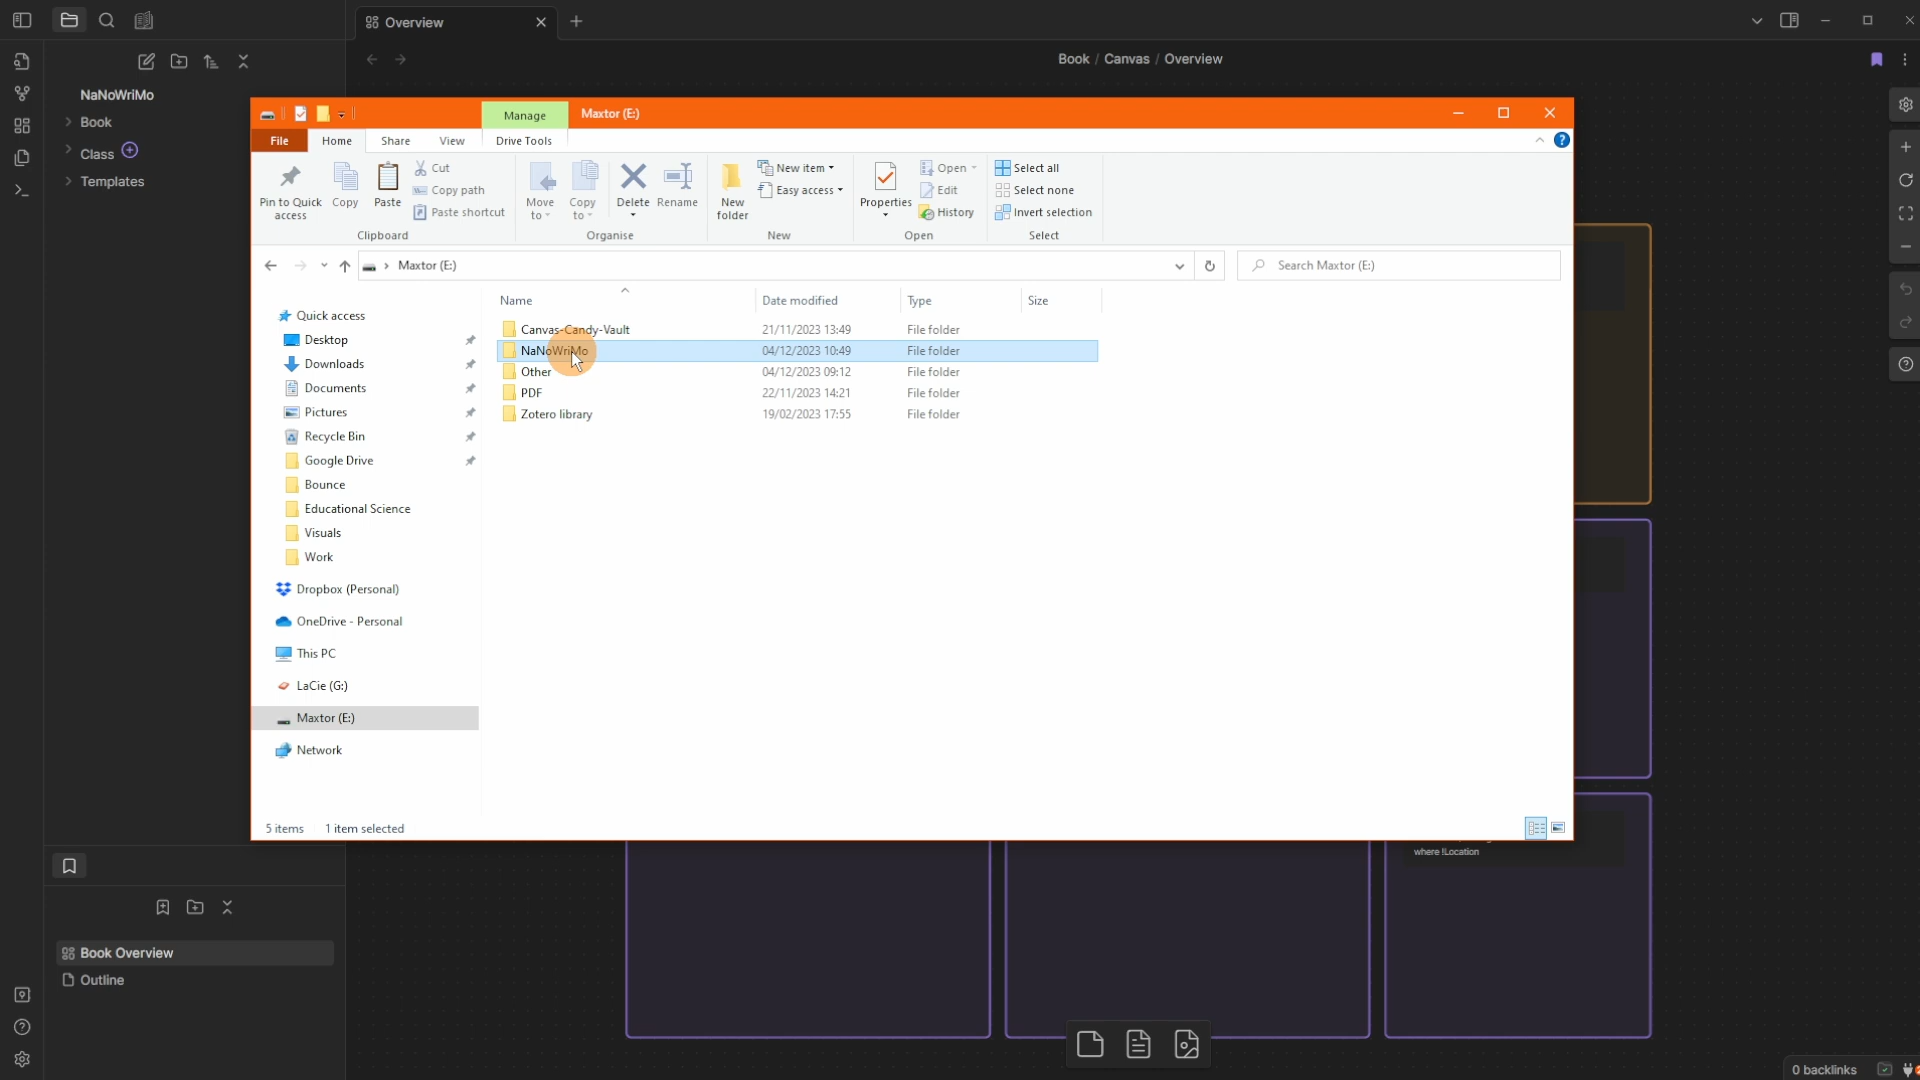 Overview
Book / Canvas / Overview
NaNoWriMo
Book
Class
Templates
Manage
Maxtor (E:)
File
Home
Share
View
Drive Tools
Pin to Quick access
Copy
Paste
Cut
Copy path
Paste shortcut
Clipboard
Move to
Copy to
Delete
Rename
Organise
New folder
New item
Easy access
New
Properties
Open
Edit
History
Open
Select all
Select none
Invert selection
Select
Maxtor (E:)
Search Maxtor (E:)
Name Date modified Type Size
Canvas-Candy-Vault 21/11/2023 13:49 File folder
NaNoWriMo 04/12/2023 10:49 File folder
Other 04/12/2023 09:12 File folder
PDF 22/11/2023 14:21 File folder
Zotero library 19/02/2023 17:55 File folder
Quick access
Desktop
Downloads
Documents
Pictures
Recycle Bin
Google Drive
Bounce
Educational Science
Visuals
Work
Dropbox (Personal)
OneDrive - Personal
This PC
LaCie (G:)
Maxtor (E:)
Network
5 items 1 item selected
where !Location
Book Overview
Outline
0 backlinks